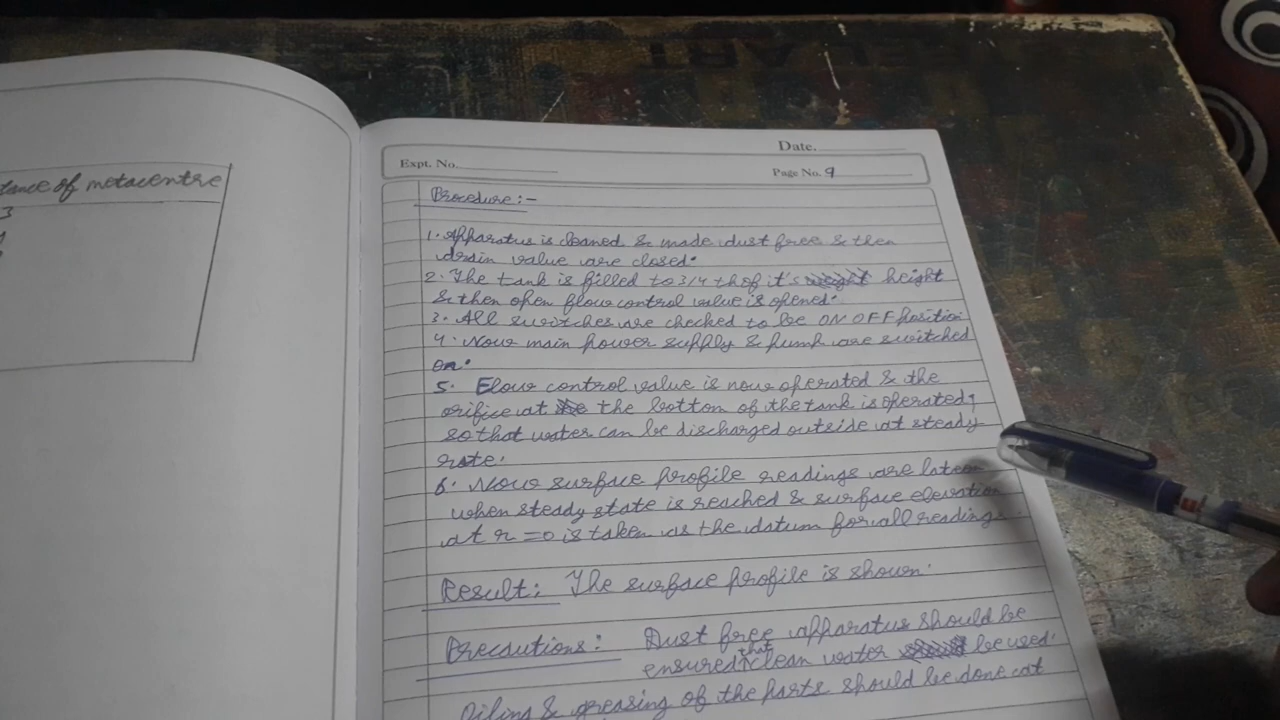 tance of metacentre
3
Date.
Expt. No.
Page No. 9
Procedure:-
1. Apparatus is cleaned & made dust free & then
drain value are closed.
2. The tank is filled to 3/4 th of it's height
& then open flow control value is opened.
3. All switches are checked to be ON OFF position
4. Now main power supply & pump are switched
on.
5. Flow control value is now operated & the
orifice at the bottom of the tank is operated,
so that water can be discharged outside at steady
rate.
6. Now surface profile readings are
when steady state is reached & surface elevation
at r = 0 is taken as the datum for all readings.
Result: The surface profile is shown.
Precautions: Dust free apparatus should be
ensured that clean water be used.
Oiling & greasing of the parts should be done at